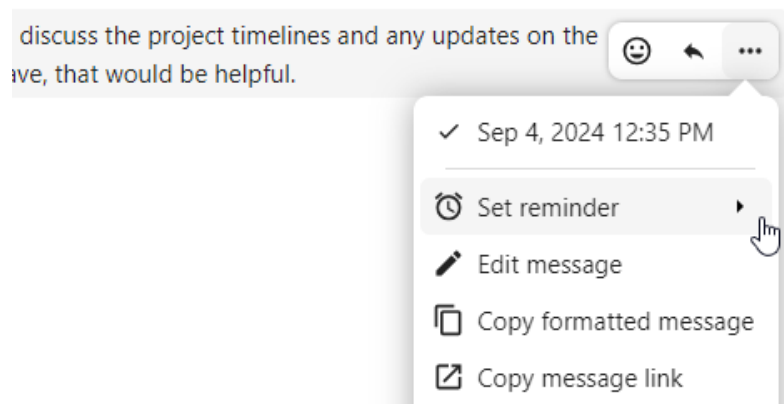 discuss the project timelines and any updates on the
that would be helpful.
Sep 4, 2024 12:35 PM
Set reminder
Edit message
Copy formatted message
Copy message link